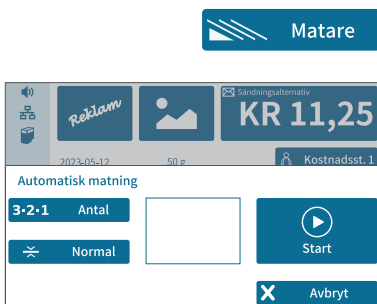 Matare
Reklam
Sändningsalternativ
KR 11,25
2023-05-12 50 g
Kostnadsst. 1
Automatisk matning
3-2-1 Antal
Normal
Start
Avbryt